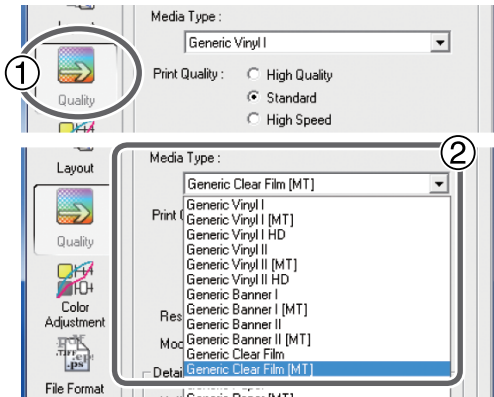 Media Type :
Generic Vinyl I
1
Print Quality :
High Quality
Standard
High Speed
Quality
2
Media Type :
Layout
Generic Clear Film [MT]
Generic Vinyl I
Generic Vinyl I [MT]
Generic Vinyl I HD
Generic Vinyl II
Generic Vinyl II [MT]
Generic Vinyl II HD
Generic Banner I
Generic Banner I [MT]
Generic Banner II
Generic Banner II [MT]
Generic Clear Film
Generic Clear Film [MT]
Quality
Color
Adjustment
.ps
File Format